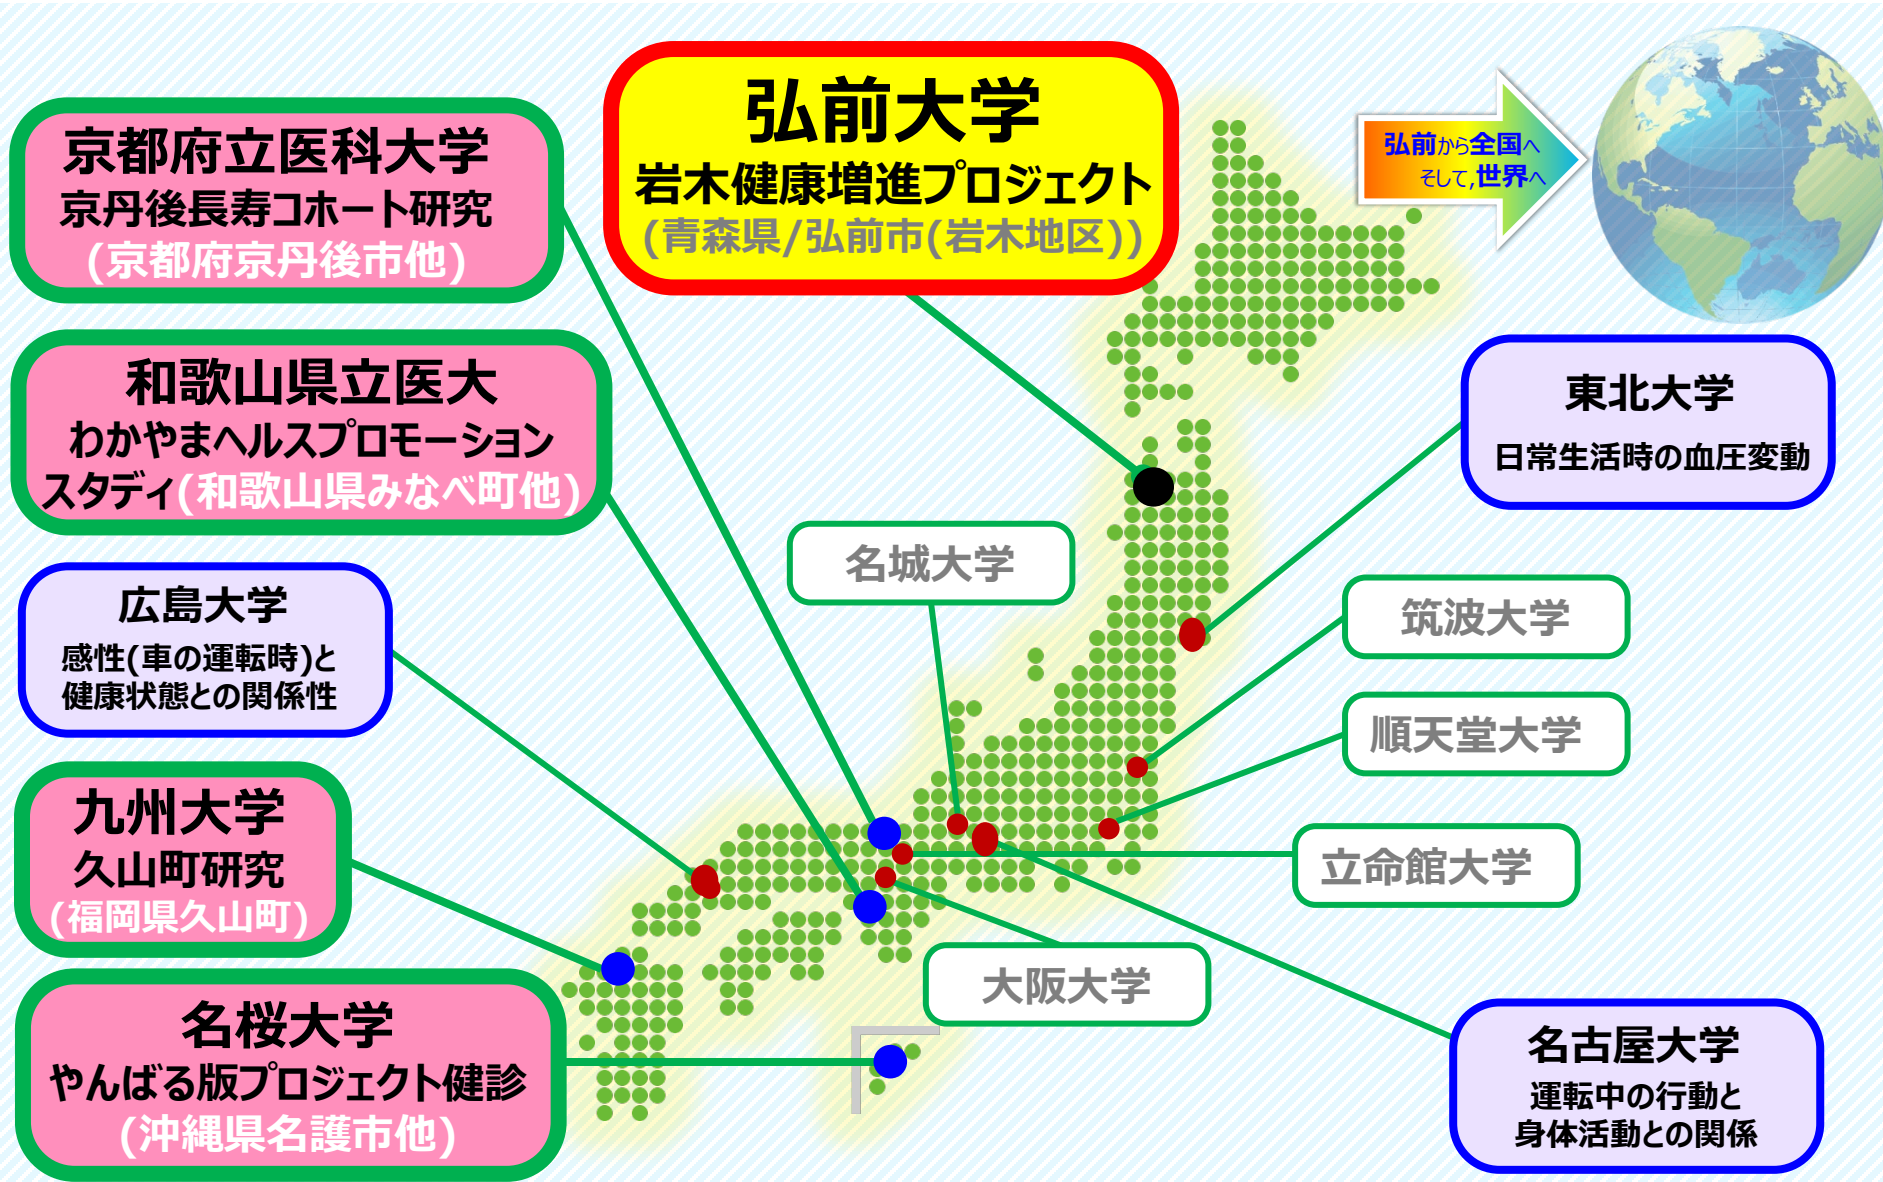 弘前大学
岩木健康増進プロジェクト
(青森県/弘前市(岩木地区))
弘前から全国へ
そして,世界へ
京都府立医科大学
京丹後長寿コホート研究
(京都府京丹後市他)
和歌山県立医大
わかやまヘルスプロモーション
スタディ(和歌山県みなべ町他)
広島大学
感性(車の運転時)と
健康状態との関係性
九州大学
久山町研究
(福岡県久山町)
名桜大学
やんばる版プロジェクト健診
(沖縄県名護市他)
名城大学
大阪大学
東北大学
日常生活時の血圧変動
筑波大学
順天堂大学
立命館大学
名古屋大学
運転中の行動と
身体活動との関係